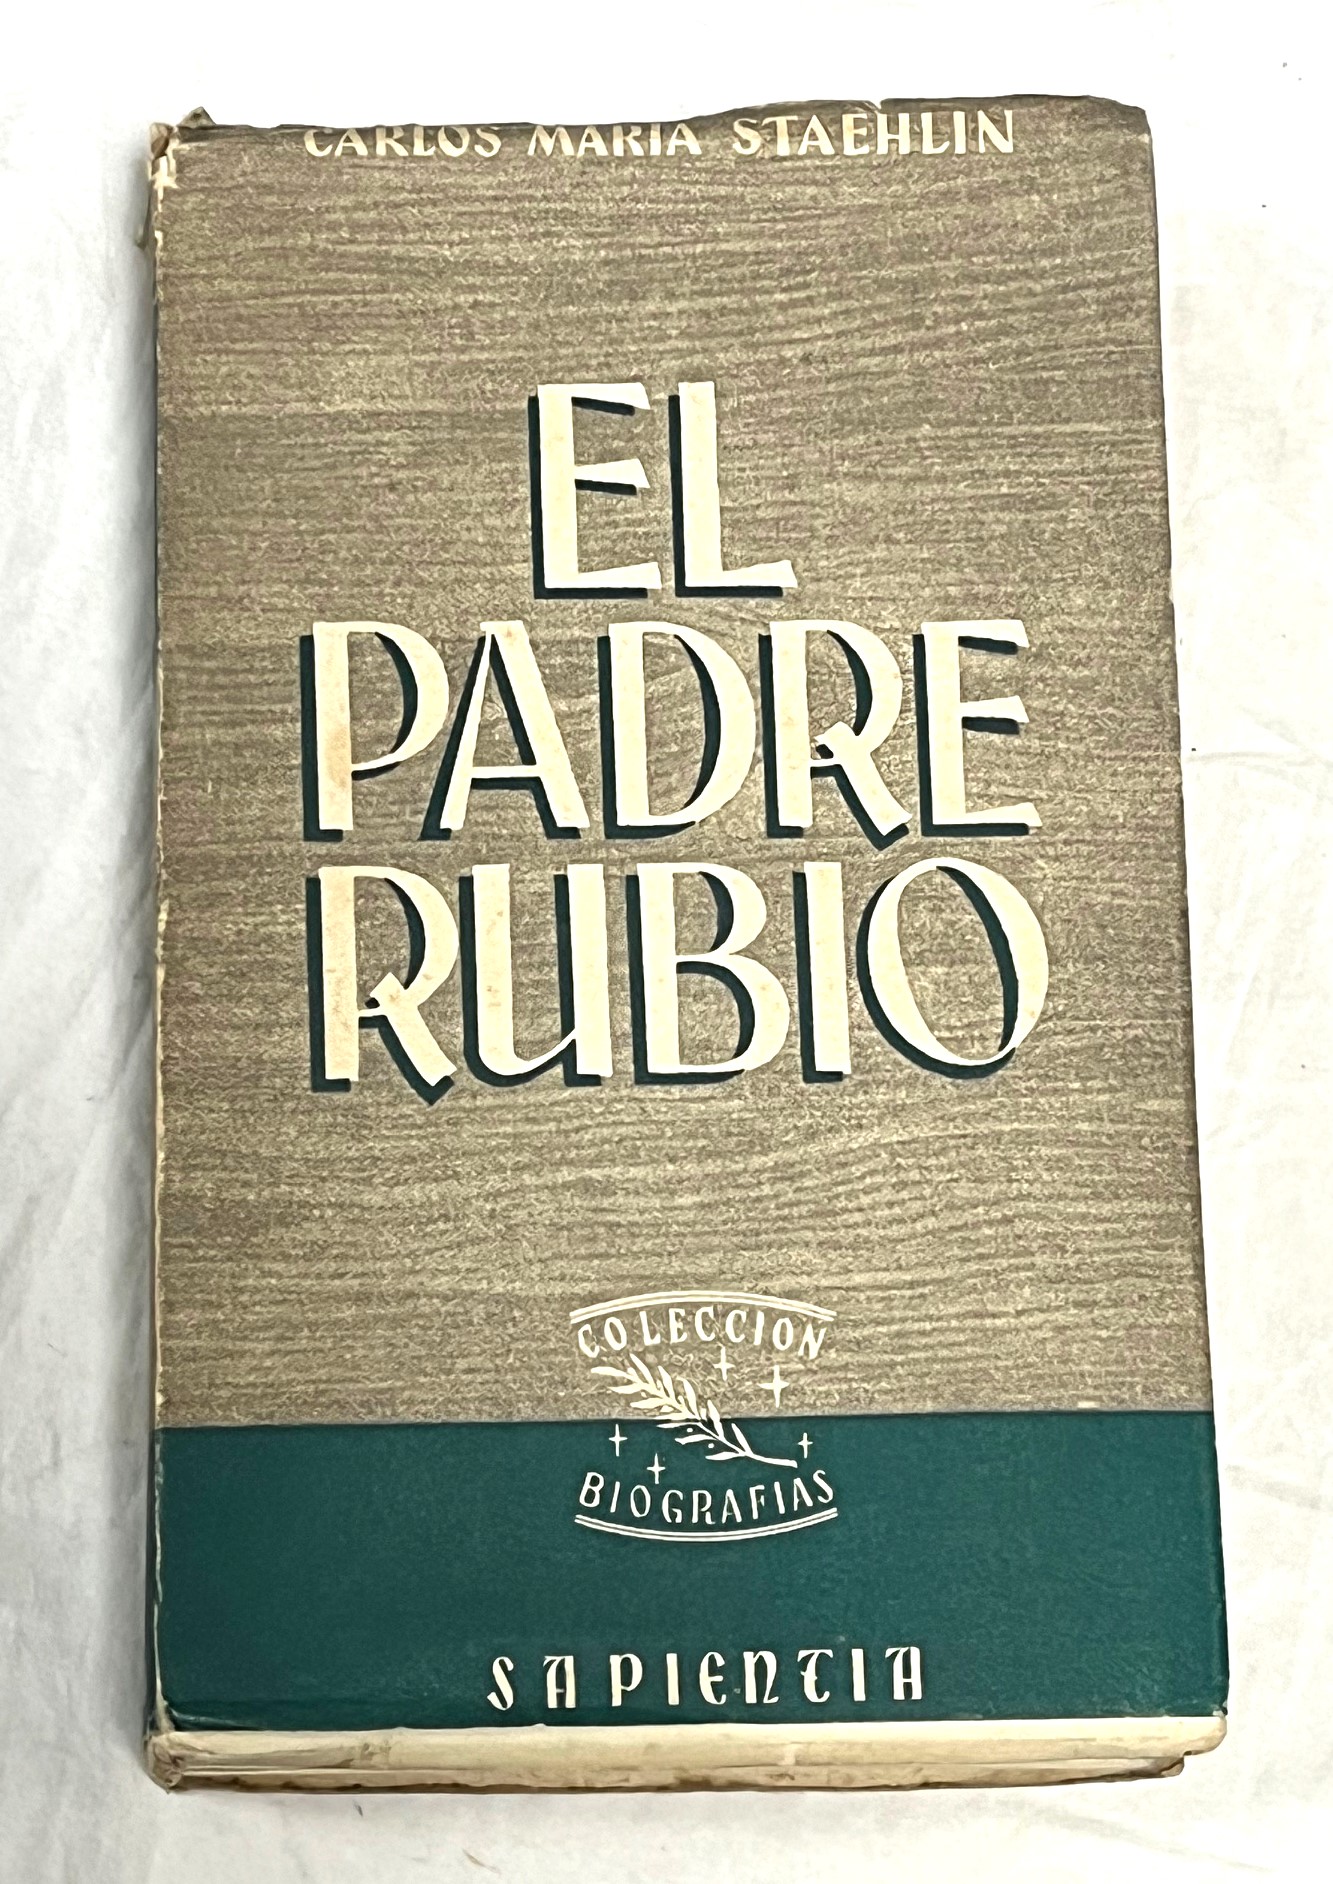 CARLOS MARIA STAEHLIN
EL
PADRE
RUBIO
COLECCION
BIOGRAFIAS
SAPIENTIA